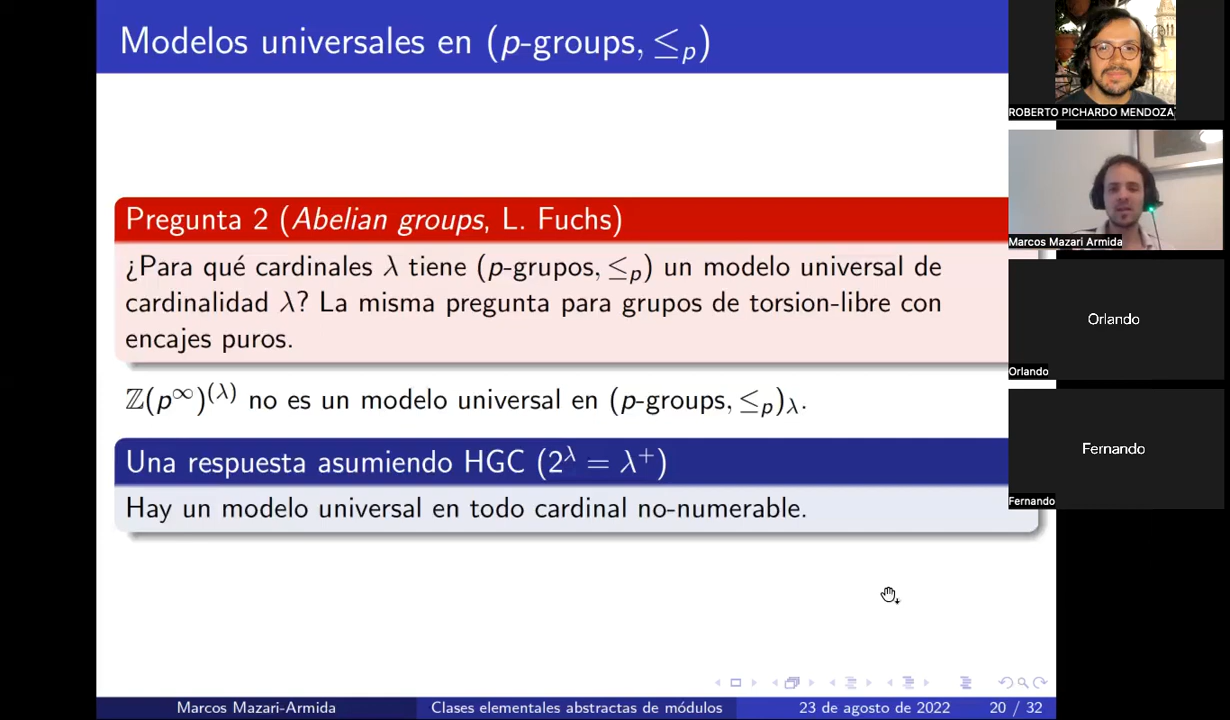 Modelos universales en (p-groups, ≤ₚ)
Pregunta 2 (Abelian groups, L. Fuchs)
¿Para qué cardinales λ tiene (p-grupos, ≤ₚ) un modelo universal de
cardinalidad λ? La misma pregunta para grupos de torsion-libre con
encajes puros.
ℤ(p^∞)^(λ) no es un modelo universal en (p-groups, ≤ₚ)_λ.
Una respuesta asumiendo HGC (2^λ = λ⁺)
Hay un modelo universal en todo cardinal no-numerable.
Marcos Mazari-Armida
Clases elementales abstractas de módulos
23 de agosto de 2022
20 / 32
ROBERTO PICHARDO MENDOZA
Marcos Mazari Armida
Orlando
Orlando
Fernando
Fernando